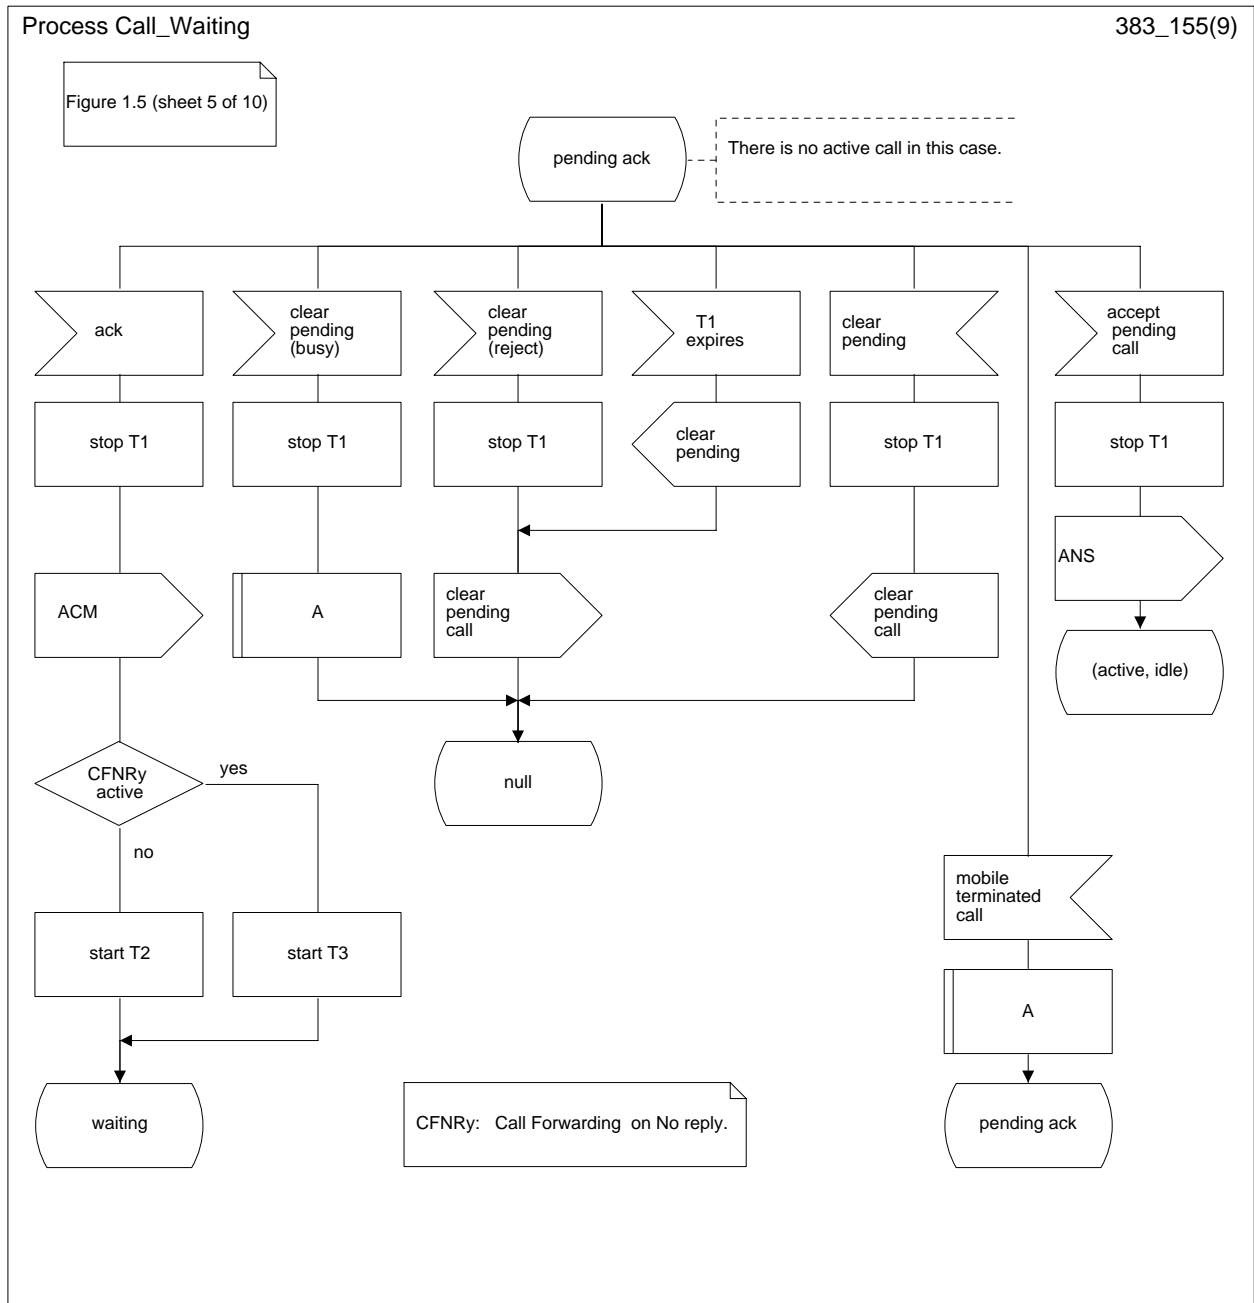 Process Call_Waiting
383_155(9)
Figure 1.5 (sheet 5 of 10)
pending ack
There is no active call in this case.
ack
clear
pending
(busy)
clear
pending
(reject)
T1
expires
clear
pending
accept
pending
call
stop T1
stop T1
stop T1
clear
pending
stop T1
stop T1
ANS
ACM
A
clear
pending
call
clear
pending
call
(active, idle)
CFNRy
active
yes
no
null
mobile
terminated
call
start T2
start T3
A
waiting
CFNRy: Call Forwarding on No reply.
pending ack